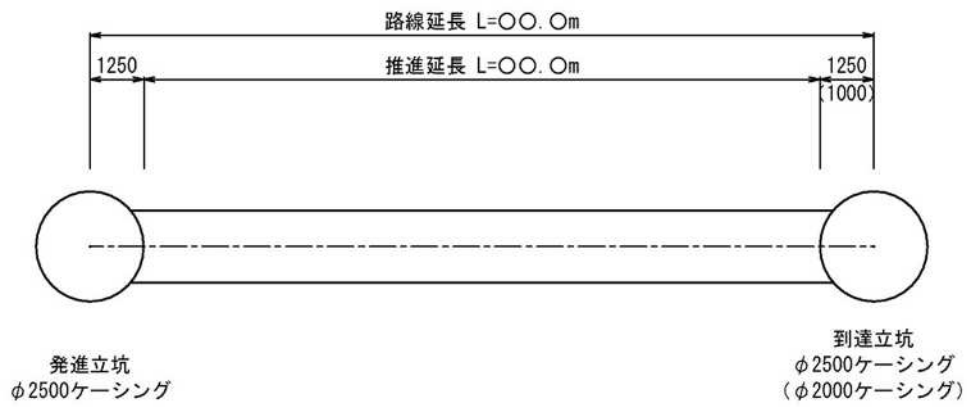 路線延長 L=〇〇.〇m
1250
推進延長 L=〇〇.〇m
1250
(1000)
発進立坑
φ2500ケーシング
到達立坑
φ2500ケーシング
(φ2000ケーシング)